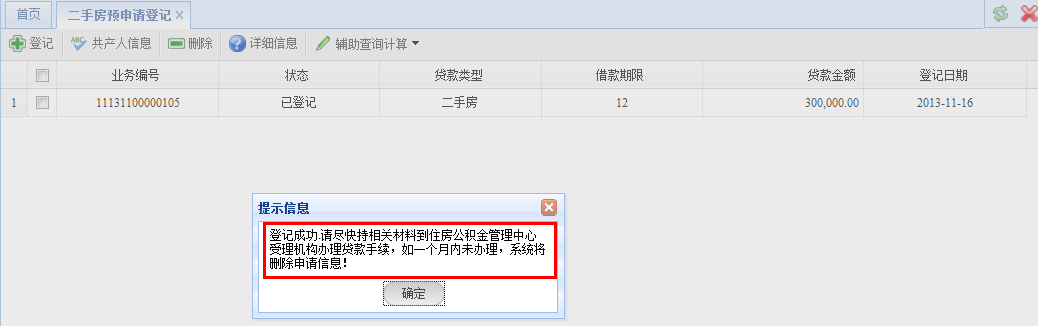 首页 二手房预申请登记
登记 共产人信息 删除 详细信息 辅助查询计算
业务编号 状态 贷款类型 借款期限 贷款金额 登记日期
1 11131100000105 已登记 二手房 12 300,000.00 2013-11-16
提示信息
登记成功.请尽快持相关材料到住房公积金管理中心
受理机构办理贷款手续，如一个月内未办理，系统将
删除申请信息！
确定